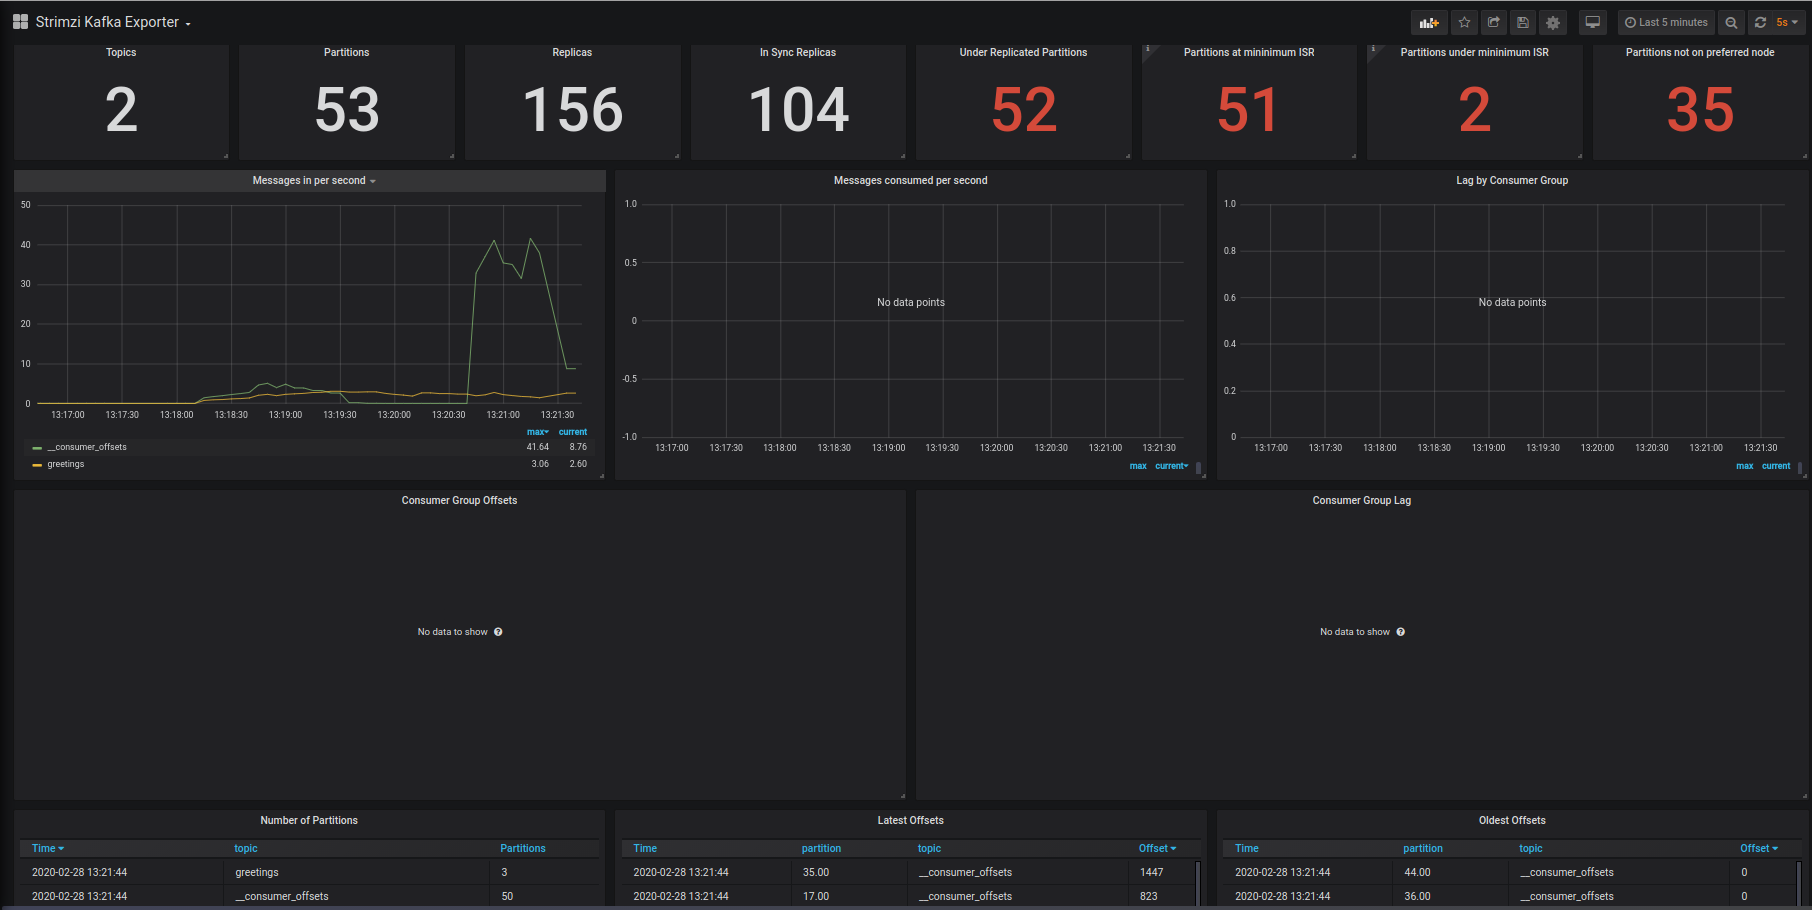 Strimzi Kafka Exporter
Last 5 minutes 5s
Topics Partitions Replicas In Sync Replicas Under Replicated Partitions Partitions at mininimum ISR Partitions under mininimum ISR Partitions not on preferred node
2 53 156 104 52 51 2 35
Messages in per second
50
40
30
20
10
0
13:17:00 13:17:30 13:18:00 13:18:30 13:19:00 13:19:30 13:20:00 13:20:30 13:21:00 13:21:30
max current
__consumer_offsets 41.64 8.76
greetings 3.06 2.60
Messages consumed per second
1.0
0.5
No data points
0
-0.5
-1.0
13:17:00 13:17:30 13:18:00 13:18:30 13:19:00 13:19:30 13:20:00 13:20:30 13:21:00 13:21:30
max current
Lag by Consumer Group
1.0
0.8
0.6
No data points
0.4
0.2
0
13:17:00 13:17:30 13:18:00 13:18:30 13:19:00 13:19:30 13:20:00 13:20:30 13:21:00 13:21:30
max current
Consumer Group Offsets
No data to show
Consumer Group Lag
No data to show
Number of Partitions
Time topic Partitions
2020-02-28 13:21:44 greetings 3
2020-02-28 13:21:44 __consumer_offsets 50
Latest Offsets
Time partition topic Offset
2020-02-28 13:21:44 35.00 __consumer_offsets 1447
2020-02-28 13:21:44 17.00 __consumer_offsets 823
Oldest Offsets
Time partition topic Offset
2020-02-28 13:21:44 44.00 __consumer_offsets 0
2020-02-28 13:21:44 36.00 __consumer_offsets 0